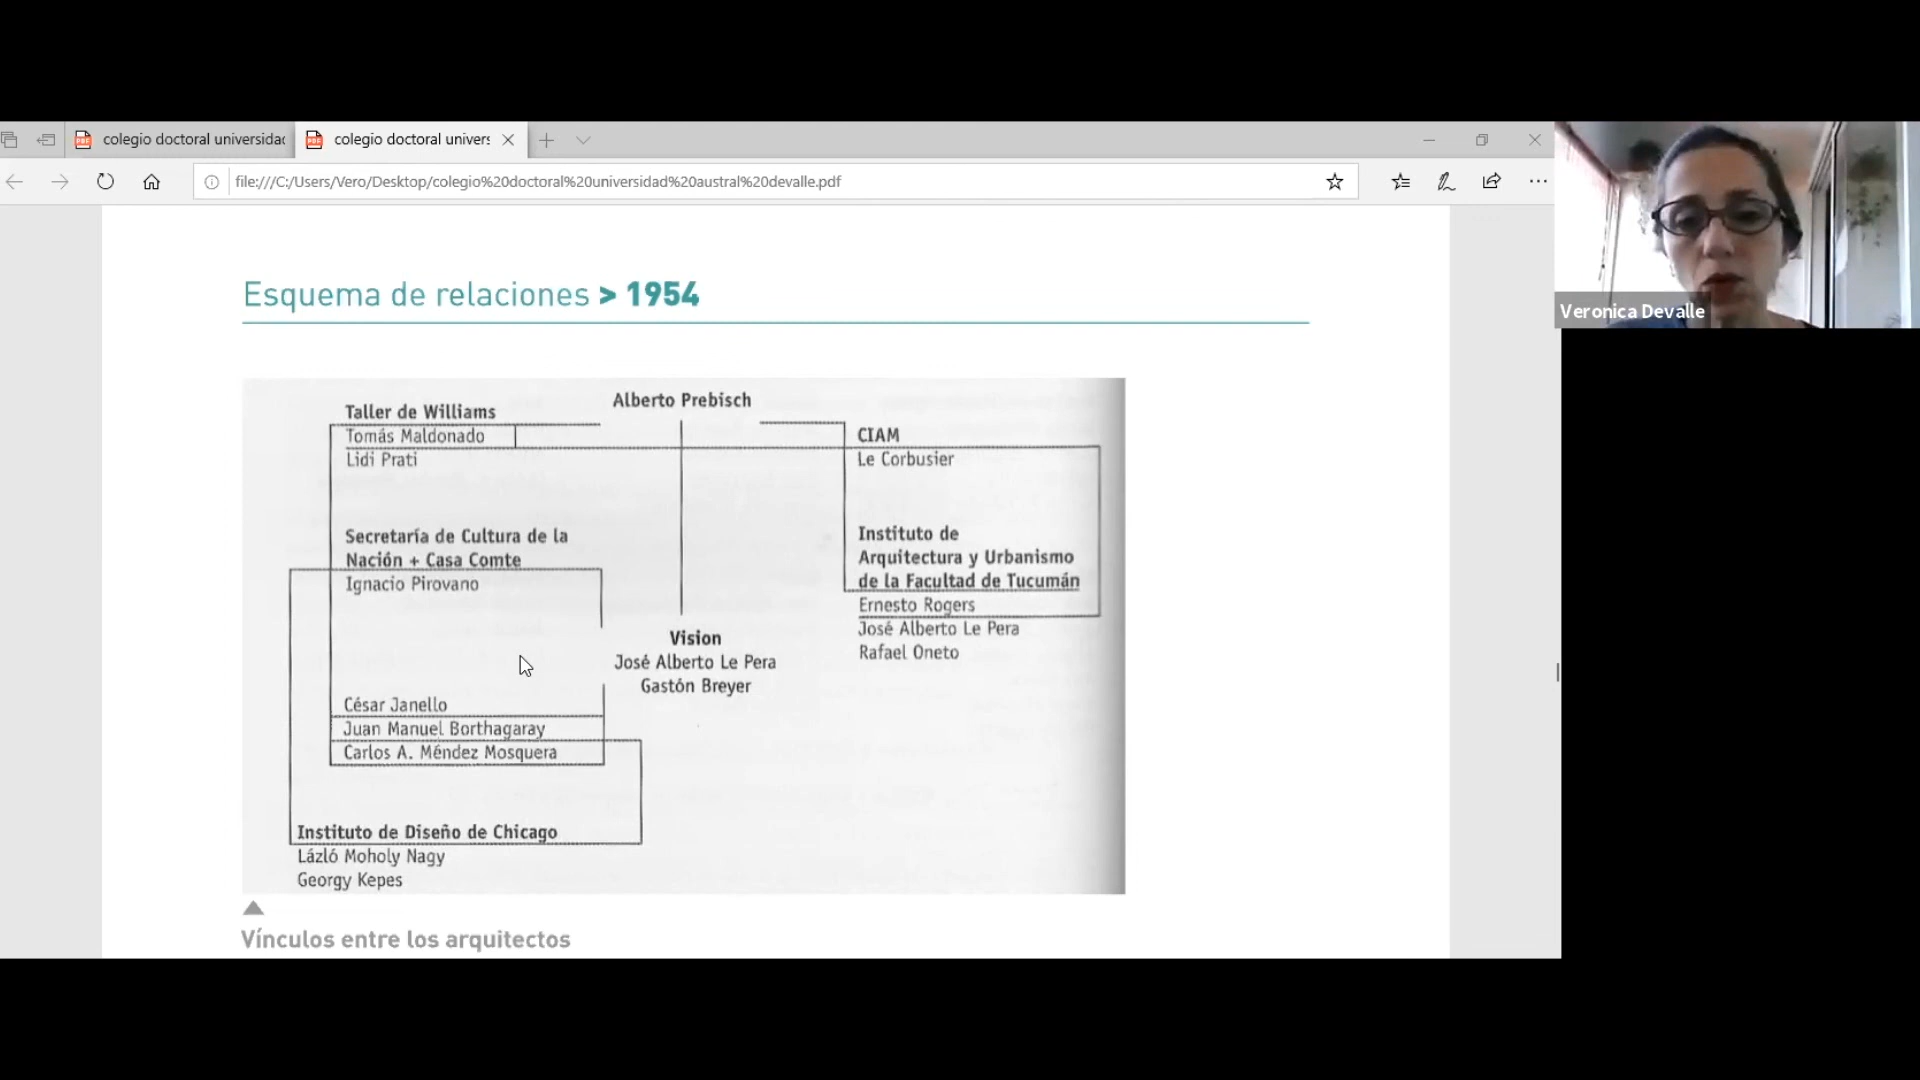 colegio doctoral universidad
colegio doctoral univers
file:///C:/Users/Vero/Desktop/colegio%20doctoral%20universidad%20austral%20devalle.pdf
Veronica Devalle
Esquema de relaciones > 1954
Alberto Prebisch
Taller de Williams
Tomás Maldonado
Lidi Prati
CIAM
Le Corbusier
Secretaría de Cultura de la
Nación + Casa Comte
Ignacio Pirovano
Instituto de
Arquitectura y Urbanismo
de la Facultad de Tucumán
Ernesto Rogers
José Alberto Le Pera
Rafael Oneto
Vision
José Alberto Le Pera
Gastón Breyer
César Janello
Juan Manuel Borthagaray
Carlos A. Méndez Mosquera
Instituto de Diseño de Chicago
Lázló Moholy Nagy
Georgy Kepes
Vínculos entre los arquitectos